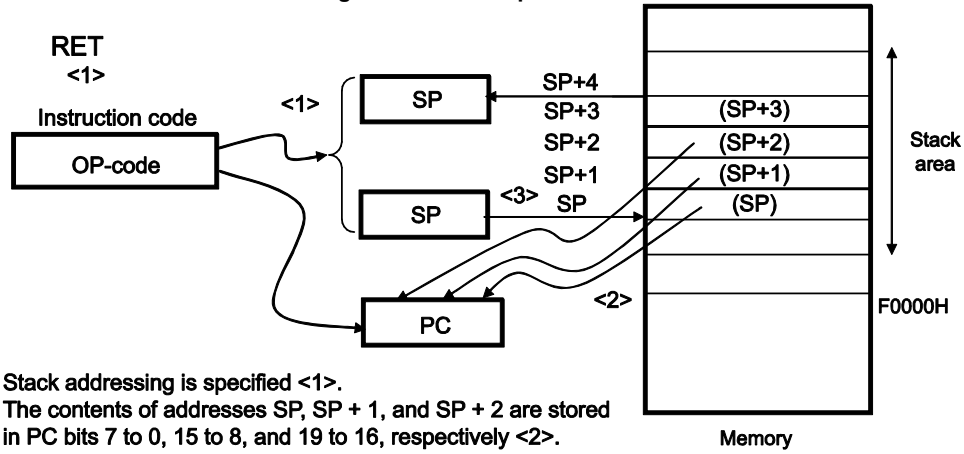 RET
<1>
Instruction code
OP-code
<1>
SP
SP
PC
SP+4
SP+3
SP+2
SP+1
<3>
SP
(SP+3)
(SP+2)
(SP+1)
(SP)
<2>
Stack
area
F0000H
Memory
Stack addressing is specified <1>.
The contents of addresses SP, SP + 1, and SP + 2 are stored
in PC bits 7 to 0, 15 to 8, and 19 to 16, respectively <2>.